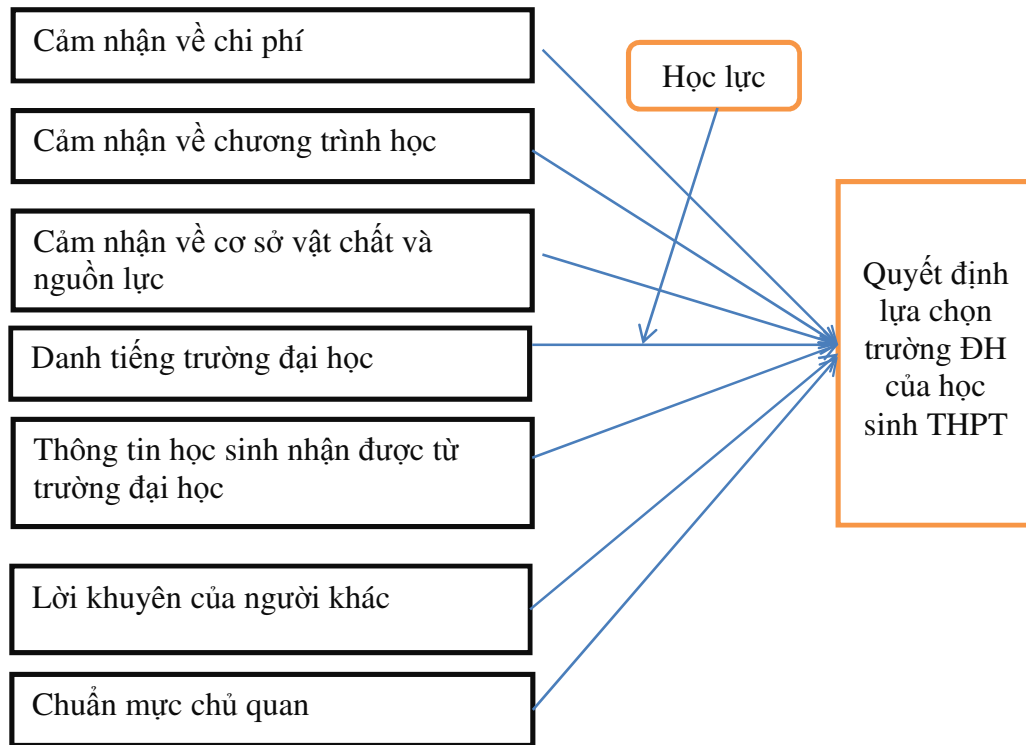 Cảm nhận về chi phí
Học lực
Cảm nhận về chương trình học
Cảm nhận về cơ sở vật chất và
nguồn lực
Danh tiếng trường đại học
Thông tin học sinh nhận được từ
trường đại học
Lời khuyên của người khác
Chuẩn mực chủ quan
Quyết định
lựa chọn
trường ĐH
của học
sinh THPT